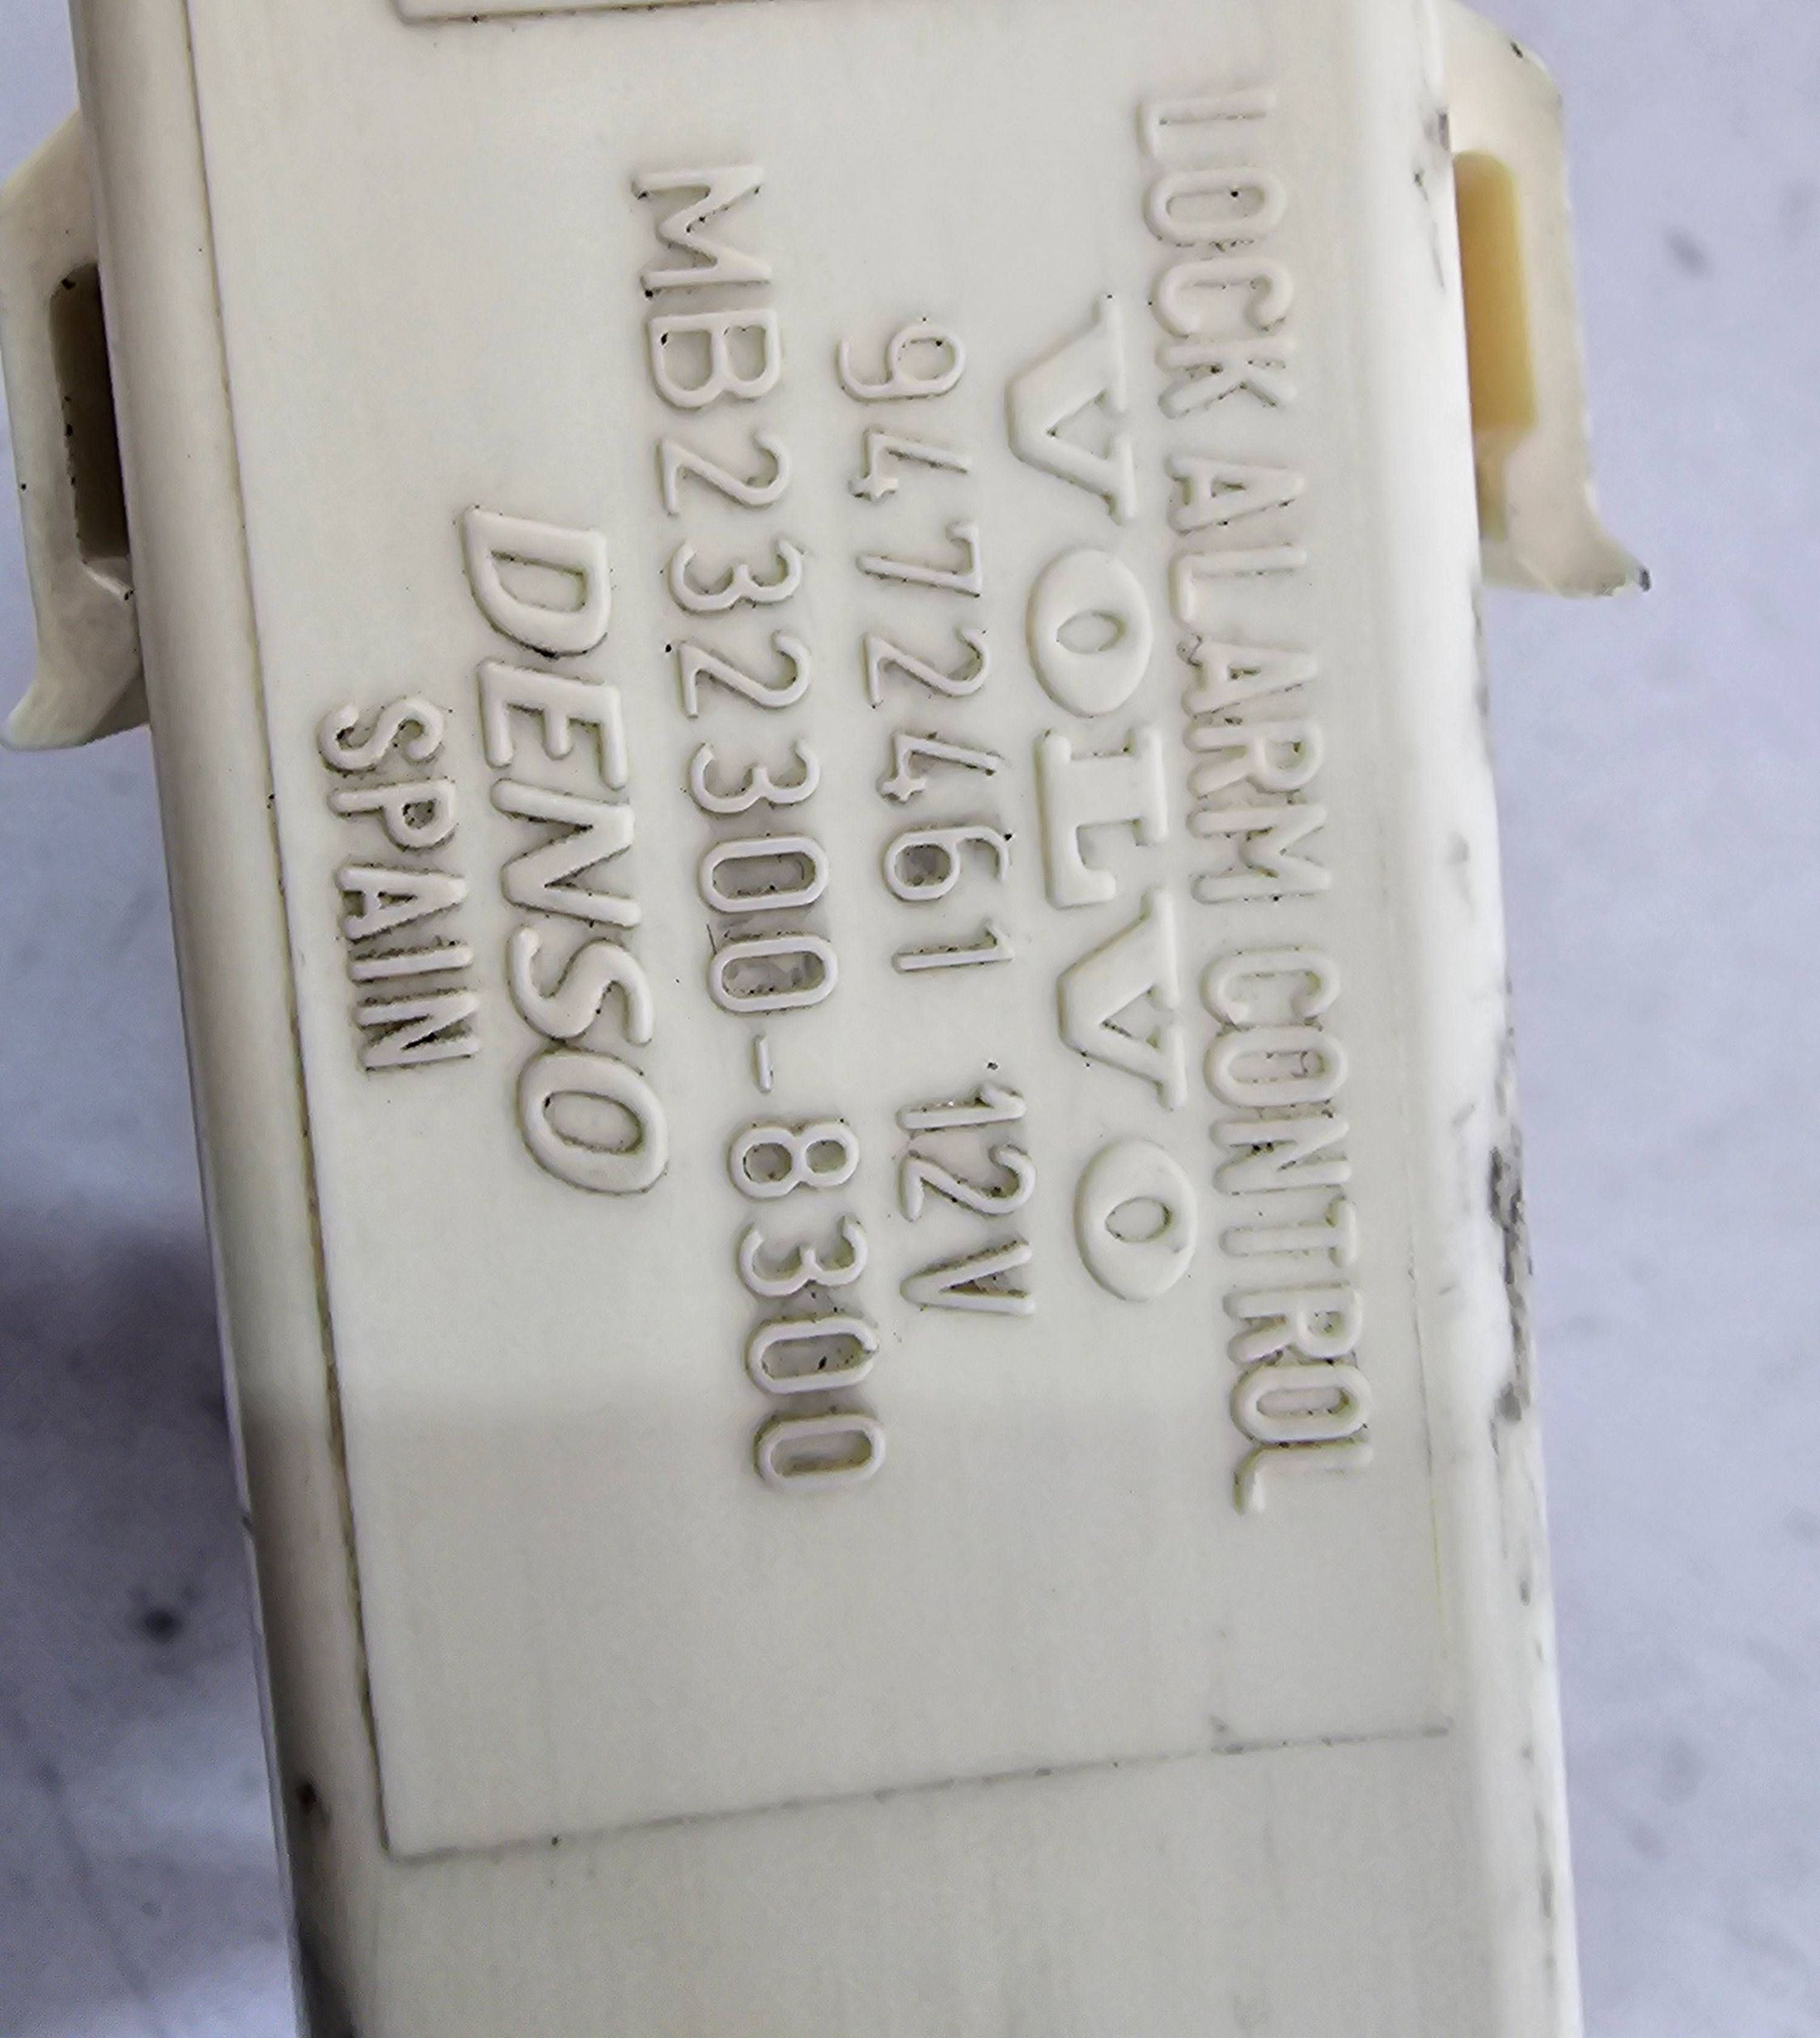 LOCK ALARM CONTROL
VOLVO
9472461 12V
MB232300-8300
DENSO
SPAIN